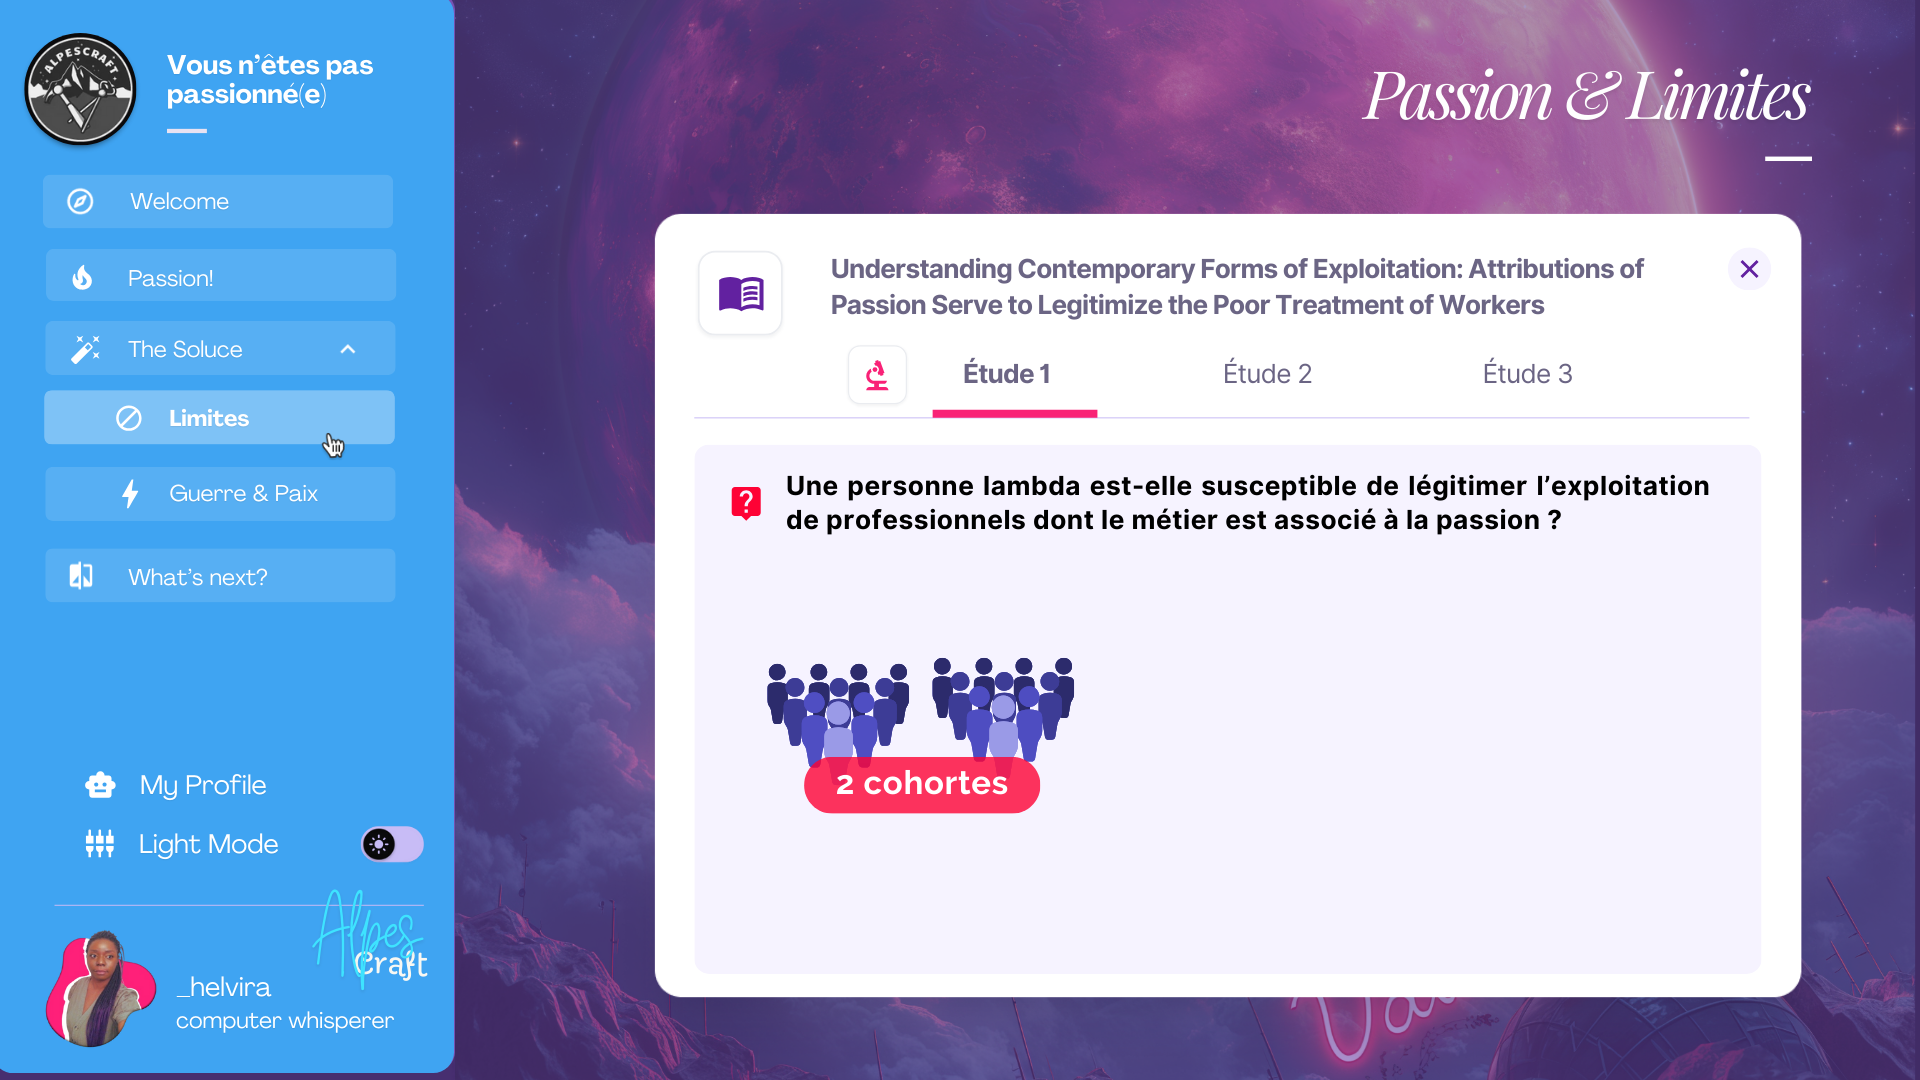 ALPESCRAFT
Vous n'êtes pas
passionné(e)
Welcome
Passion!
The Soluce
Limites
Guerre & Paix
What's next?
My Profile
Light Mode
Alpes
Craft
_helvira
computer whisperer
Passion & Limites
Understanding Contemporary Forms of Exploitation: Attributions of
Passion Serve to Legitimize the Poor Treatment of Workers
Étude 1
Étude 2
Étude 3
Une personne lambda est-elle susceptible de légitimer l'exploitation
de professionnels dont le métier est associé à la passion ?
2 cohortes